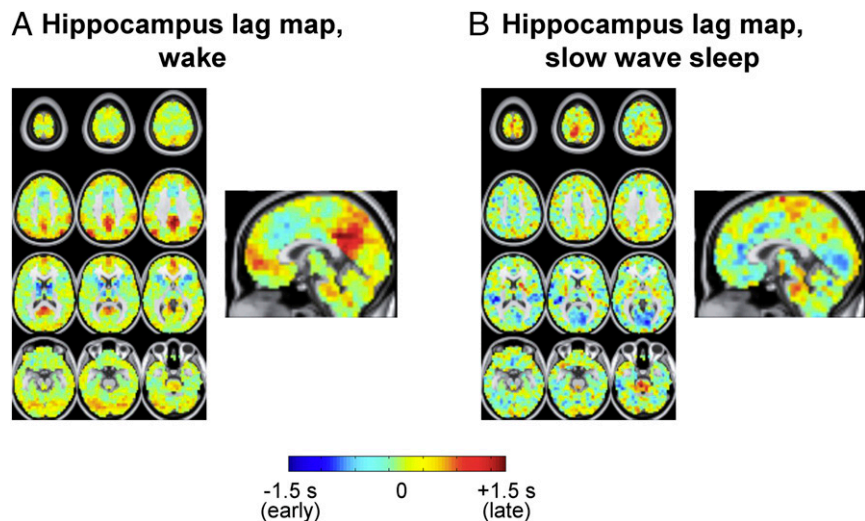 A Hippocampus lag map,
wake
B Hippocampus lag map,
slow wave sleep
-1.5 s 0 +1.5 s
(early) (late)